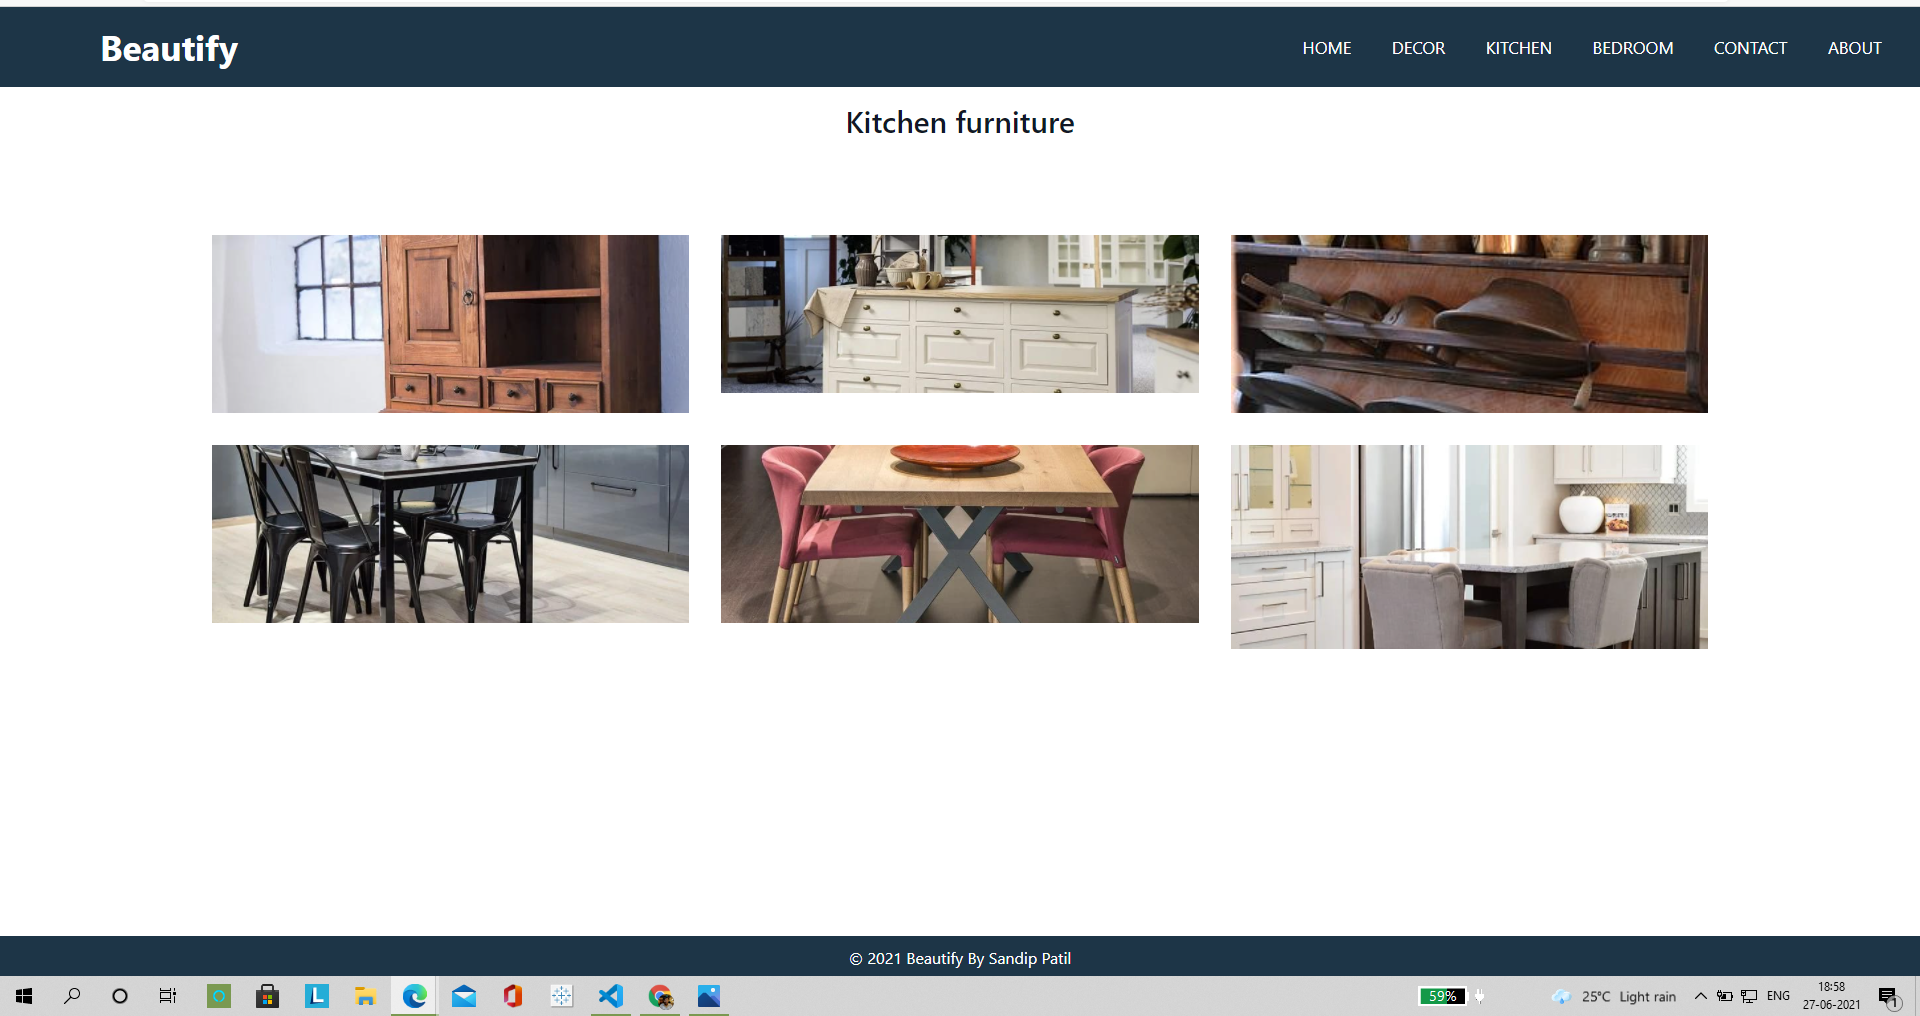 Beautify
HOME DECOR KITCHEN BEDROOM CONTACT ABOUT
Kitchen furniture
© 2021 Beautify By Sandip Patil
L
59%
25°C Light rain
ENG
18:58
27-06-2021
1